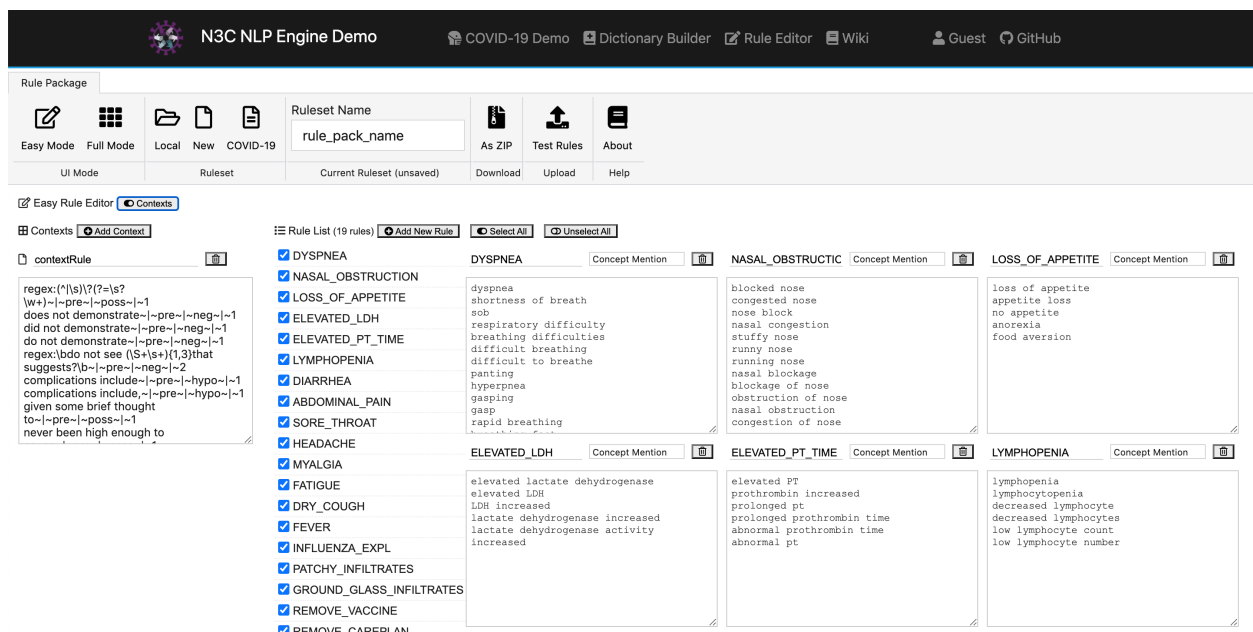 N3C NLP Engine Demo
COVID-19 Demo Dictionary Builder Rule Editor Wiki Guest GitHub
Rule Package
Easy Mode Full Mode
UI Mode
Local New COVID-19
Ruleset
Ruleset Name
rule_pack_name
Current Ruleset (unsaved)
As ZIP
Download
Test Rules
Upload
About
Help
Easy Rule Editor Contexts
Contexts Add Context
contextRule
regex:(^|\s)\?(?=\s?
\w+)~|~pre~|~poss~|~1
does not demonstrate~|~pre~|~neg~|~1
did not demonstrate~|~pre~|~neg~|~1
do not demonstrate~|~pre~|~neg~|~1
regex:\bdo not see (\S+\s+){1,3}that
suggests?\b~|~pre~|~neg~|~2
complications include~|~pre~|~hypo~|~1
complications include,~|~pre~|~hypo~|~1
given some brief thought
to~|~pre~|~poss~|~1
never been high enough to
Rule List (19 rules) Add New Rule Select All Unselect All
DYSPNEA
NASAL_OBSTRUCTION
LOSS_OF_APPETITE
ELEVATED_LDH
ELEVATED_PT_TIME
LYMPHOPENIA
DIARRHEA
ABDOMINAL_PAIN
SORE_THROAT
HEADACHE
MYALGIA
FATIGUE
DRY_COUGH
FEVER
INFLUENZA_EXPL
PATCHY_INFILTRATES
GROUND_GLASS_INFILTRATES
REMOVE_VACCINE
REMOVE_CAREPLAN
DYSPNEA Concept Mention
dyspnea
shortness of breath
sob
respiratory difficulty
breathing difficulties
difficult breathing
difficult to breathe
panting
hyperpnea
gasping
gasp
rapid breathing
NASAL_OBSTRUCTIC Concept Mention
blocked nose
congested nose
nose block
nasal congestion
stuffy nose
runny nose
running nose
nasal blockage
blockage of nose
obstruction of nose
nasal obstruction
congestion of nose
LOSS_OF_APPETITE Concept Mention
loss of appetite
appetite loss
no appetite
anorexia
food aversion
ELEVATED_LDH Concept Mention
elevated lactate dehydrogenase
elevated LDH
LDH increased
lactate dehydrogenase increased
lactate dehydrogenase activity
increased
ELEVATED_PT_TIME Concept Mention
elevated PT
prothrombin increased
prolonged pt
prolonged prothrombin time
abnormal prothrombin time
abnormal pt
LYMPHOPENIA Concept Mention
lymphopenia
lymphocytopenia
decreased lymphocyte
decreased lymphocytes
low lymphocyte count
low lymphocyte number